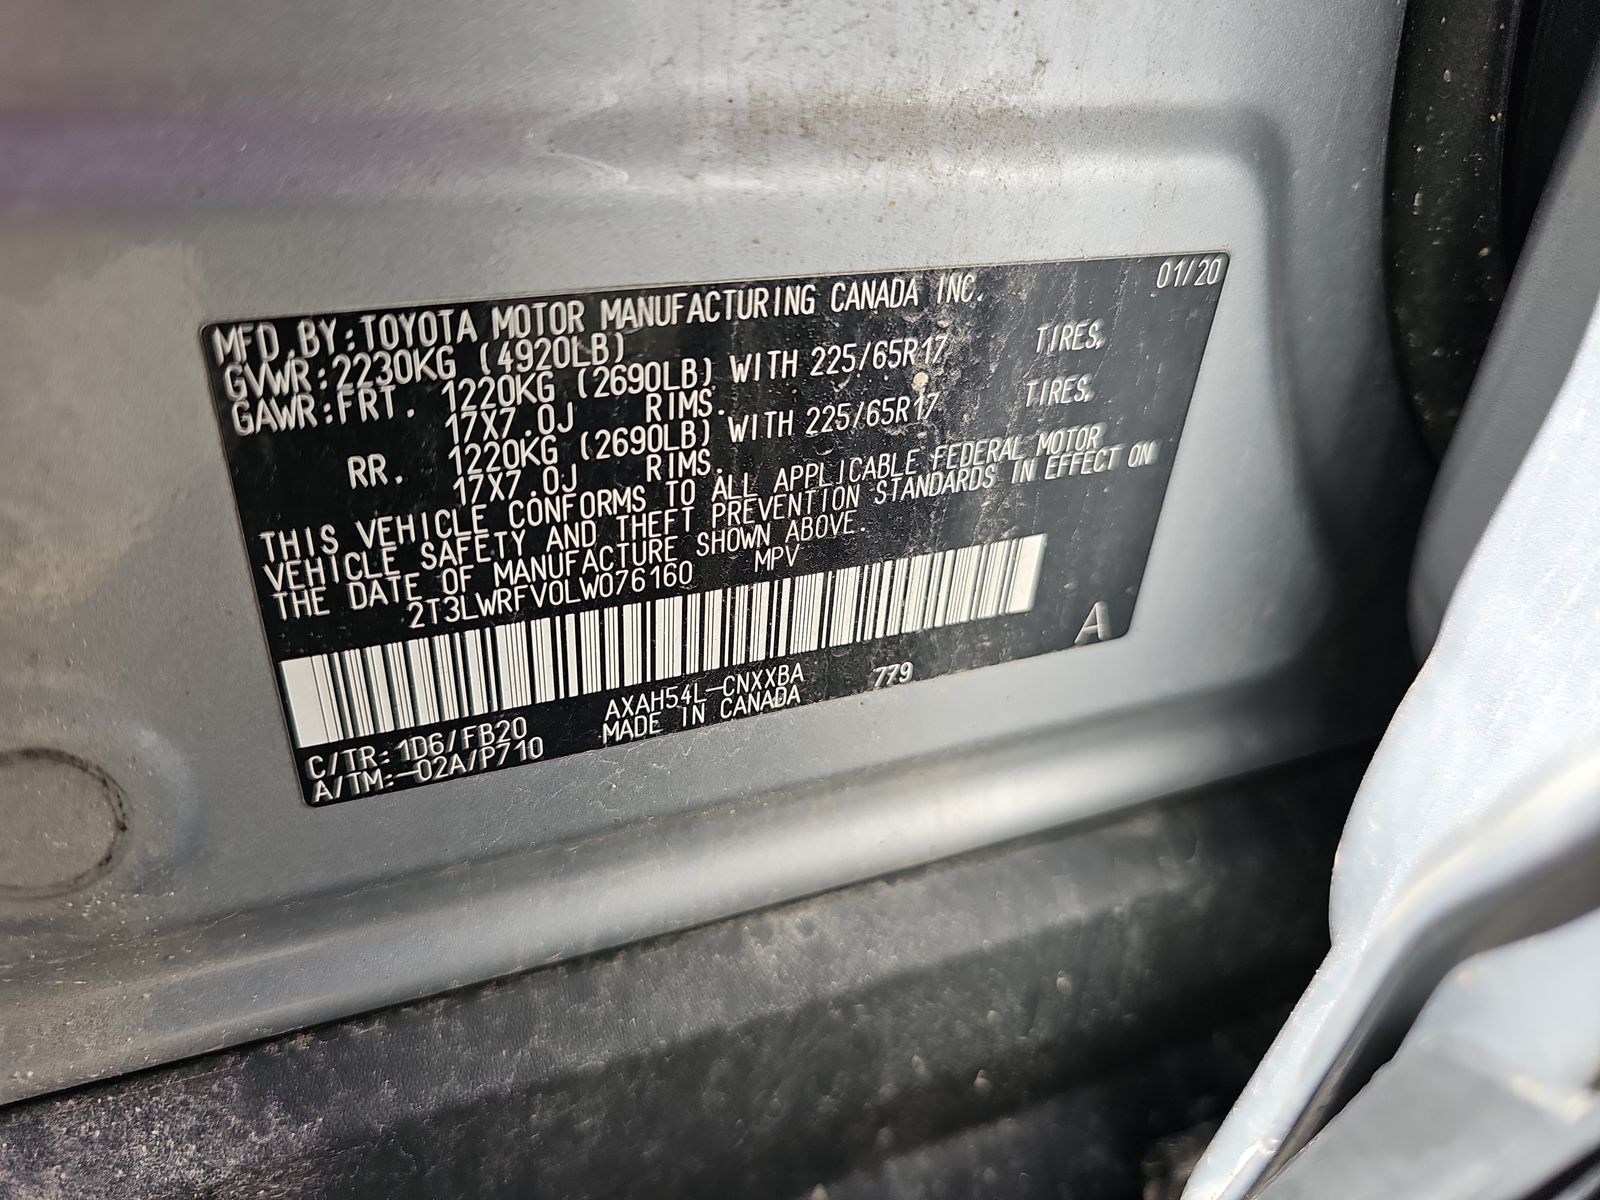 01/20
MFD.BY:TOYOTA MOTOR MANUFACTURING CANADA INC.
GVWR:2230KG (4920LB)
GAWR:FRT. 1220KG (2690LB) WITH 225/65R17 TIRES,
17X7.0J RIMS.
RR. 1220KG (2690LB) WITH 225/65R17 TIRES,
17X7.0J RIMS.
THIS VEHICLE CONFORMS TO ALL APPLICABLE FEDERAL MOTOR
VEHICLE SAFETY AND THEFT PREVENTION STANDARDS IN EFFECT ON
THE DATE OF MANUFACTURE SHOWN ABOVE.
2T3LWRFV0LW076160 MPV
C/TR:1D6/FB20 AXAH54L-CNXXBA 779 A
A/TM:-02A/P710 MADE IN CANADA